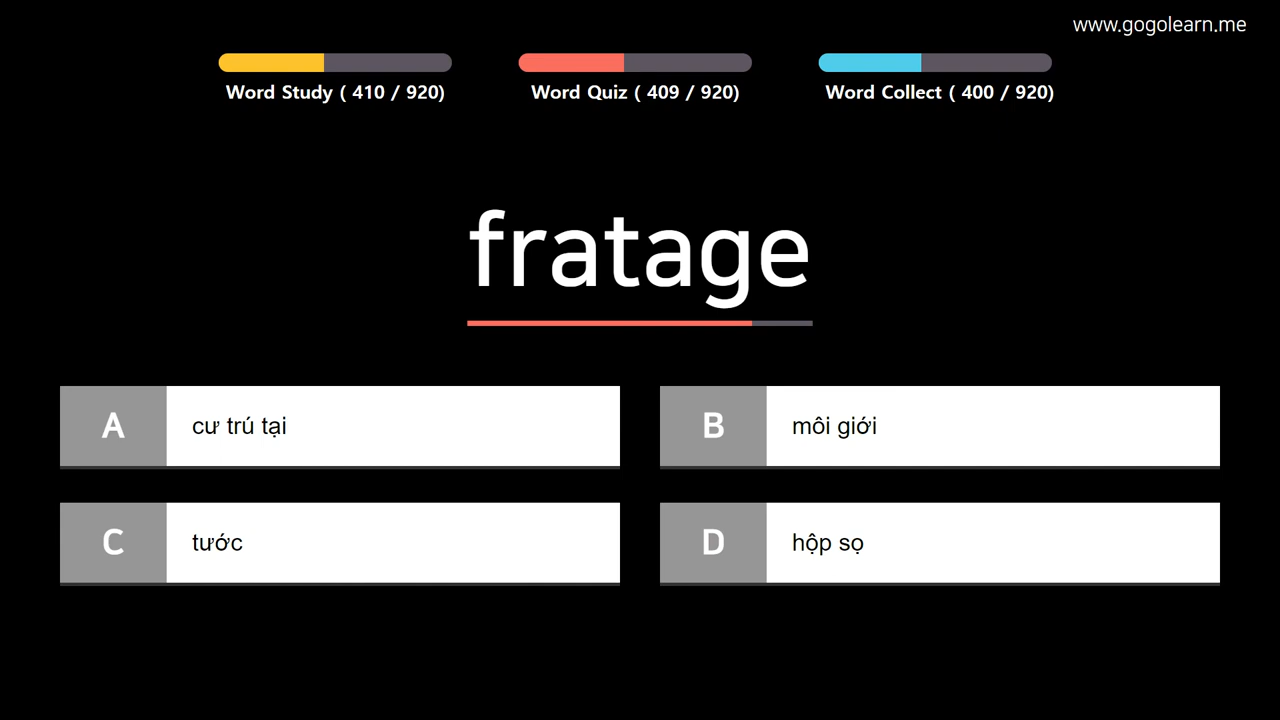 www.gogolearn.me
Word Study ( 410 / 920)
Word Quiz ( 409 / 920)
Word Collect ( 400 / 920)
fratage
A
cư trú tại
B
môi giới
C
tước
D
hộp sọ